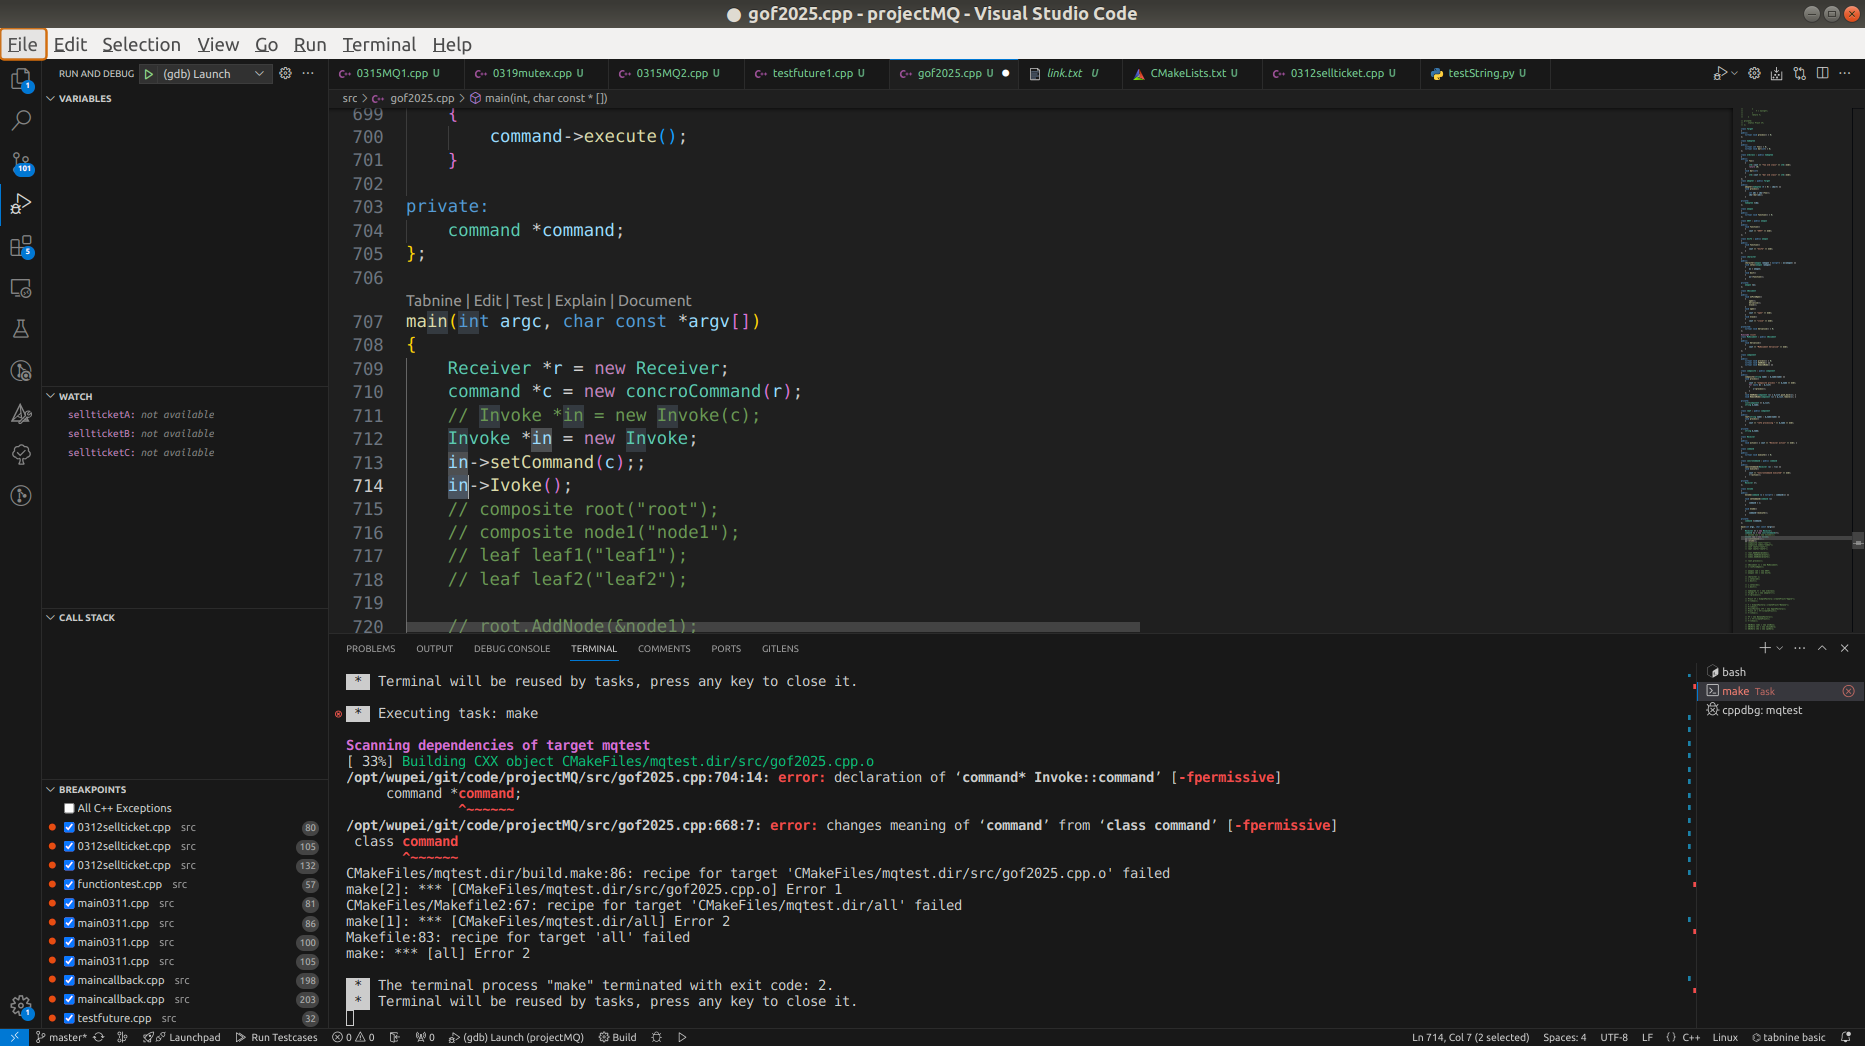 gof2025.cpp - projectMQ - Visual Studio Code
File Edit Selection View Go Run Terminal Help
RUN AND DEBUG (gdb) Launch
0315MQ1.cpp U 0319mutex.cpp U 0315MQ2.cpp U testfuture1.cpp U gof2025.cpp U link.txt U CMakeLists.txt U 0312sellticket.cpp U testString.py U
src > gof2025.cpp > main(int, char const * [])
1
101
5
1
VARIABLES
WATCH
sellticketA: not available
sellticketB: not available
sellticketC: not available
CALL STACK
BREAKPOINTS
All C++ Exceptions
0312sellticket.cpp src 80
0312sellticket.cpp src 105
0312sellticket.cpp src 132
functiontest.cpp src 57
main0311.cpp src 81
main0311.cpp src 86
main0311.cpp src 100
main0311.cpp src 105
maincallback.cpp src 198
maincallback.cpp src 203
testfuture.cpp src 32
699 {
700 command->execute();
701 }
702
703 private:
704 command *command;
705 };
706
Tabnine | Edit | Test | Explain | Document
707 main(int argc, char const *argv[])
708 {
709 Receiver *r = new Receiver;
710 command *c = new concroCommand(r);
711 // Invoke *in = new Invoke(c);
712 Invoke *in = new Invoke;
713 in->setCommand(c);;
714 in->Ivoke();
715 // composite root("root");
716 // composite node1("node1");
717 // leaf leaf1("leaf1");
718 // leaf leaf2("leaf2");
719
720 // root.AddNode(&node1);
PROBLEMS OUTPUT DEBUG CONSOLE TERMINAL COMMENTS PORTS GITLENS
* Terminal will be reused by tasks, press any key to close it.
* Executing task: make
Scanning dependencies of target mqtest
[ 33%] Building CXX object CMakeFiles/mqtest.dir/src/gof2025.cpp.o
/opt/wupei/git/code/projectMQ/src/gof2025.cpp:704:14: error: declaration of ‘command* Invoke::command’ [-fpermissive]
command *command;
^~~~~~~
/opt/wupei/git/code/projectMQ/src/gof2025.cpp:668:7: error: changes meaning of ‘command’ from ‘class command’ [-fpermissive]
class command
^~~~~~~
CMakeFiles/mqtest.dir/build.make:86: recipe for target 'CMakeFiles/mqtest.dir/src/gof2025.cpp.o' failed
make[2]: *** [CMakeFiles/mqtest.dir/src/gof2025.cpp.o] Error 1
CMakeFiles/Makefile2:67: recipe for target 'CMakeFiles/mqtest.dir/all' failed
make[1]: *** [CMakeFiles/mqtest.dir/all] Error 2
Makefile:83: recipe for target 'all' failed
make: *** [all] Error 2
* The terminal process "make" terminated with exit code: 2.
* Terminal will be reused by tasks, press any key to close it.
bash
make Task
cppdbg: mqtest
master* Launchpad Run Testcases 0 0 0 (gdb) Launch (projectMQ) Build Ln 714, Col 7 (2 selected) Spaces: 4 UTF-8 LF {} C++ Linux tabnine basic